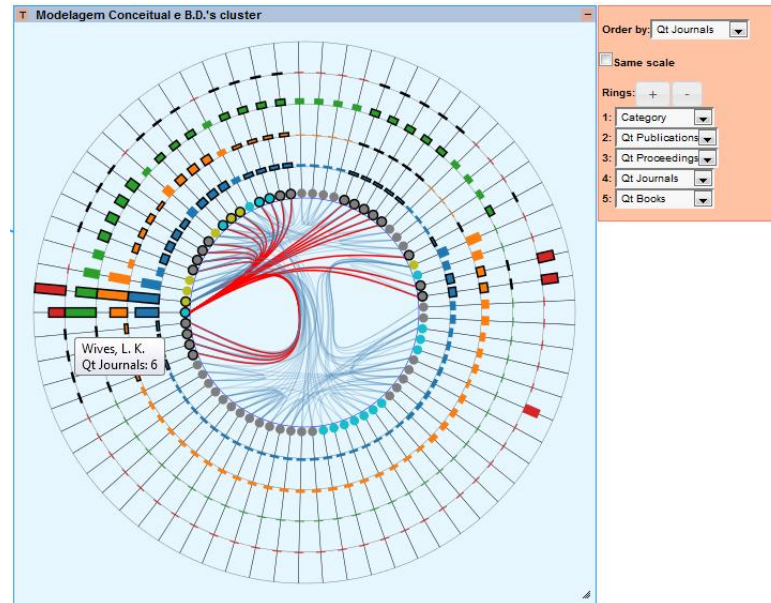 T Modelagem Conceitual e B.D.'s cluster −
Order by: Qt Journals
Same scale
Rings: + -
1: Category
2: Qt Publications
3: Qt Proceedings
4: Qt Journals
5: Qt Books
Wives, L. K.
Qt Journals: 6